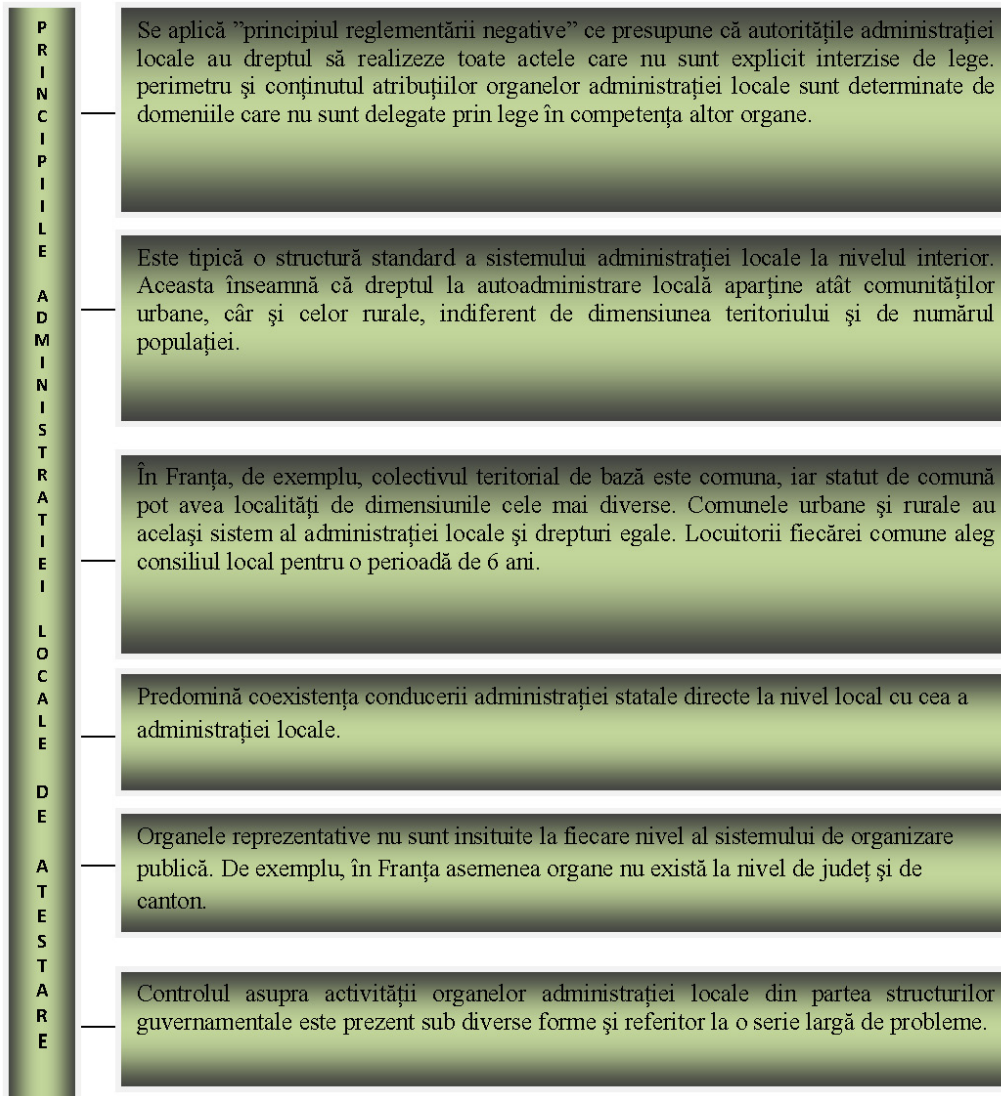 PRINCIPIILE ADMINISTRATIEI LOCALE DE ATESTARE
Se aplică ”principiul reglementării negative” ce presupune că autoritățile administrației
locale au dreptul să realizeze toate actele care nu sunt explicit interzise de lege.
perimetru și conținutul atribuțiilor organelor administrației locale sunt determinate de
domeniile care nu sunt delegate prin lege în competența altor organe.
Este tipică o structură standard a sistemului administrației locale la nivelul interior.
Aceasta înseamnă că dreptul la autoadministrare locală aparține atât comunităților
urbane, câr și celor rurale, indiferent de dimensiunea teritoriului și de numărul
populației.
În Franța, de exemplu, colectivul teritorial de bază este comuna, iar statut de comună
pot avea localități de dimensiunile cele mai diverse. Comunele urbane și rurale au
același sistem al administrației locale și drepturi egale. Locuitorii fiecărei comune aleg
consiliul local pentru o perioadă de 6 ani.
Predomină coexistența conducerii administrației statale directe la nivel local cu cea a
administrației locale.
Organele reprezentative nu sunt insituite la fiecare nivel al sistemului de organizare
publică. De exemplu, în Franța asemenea organe nu există la nivel de județ și de
canton.
Controlul asupra activității organelor administrației locale din partea structurilor
guvernamentale este prezent sub diverse forme și referitor la o serie largă de probleme.